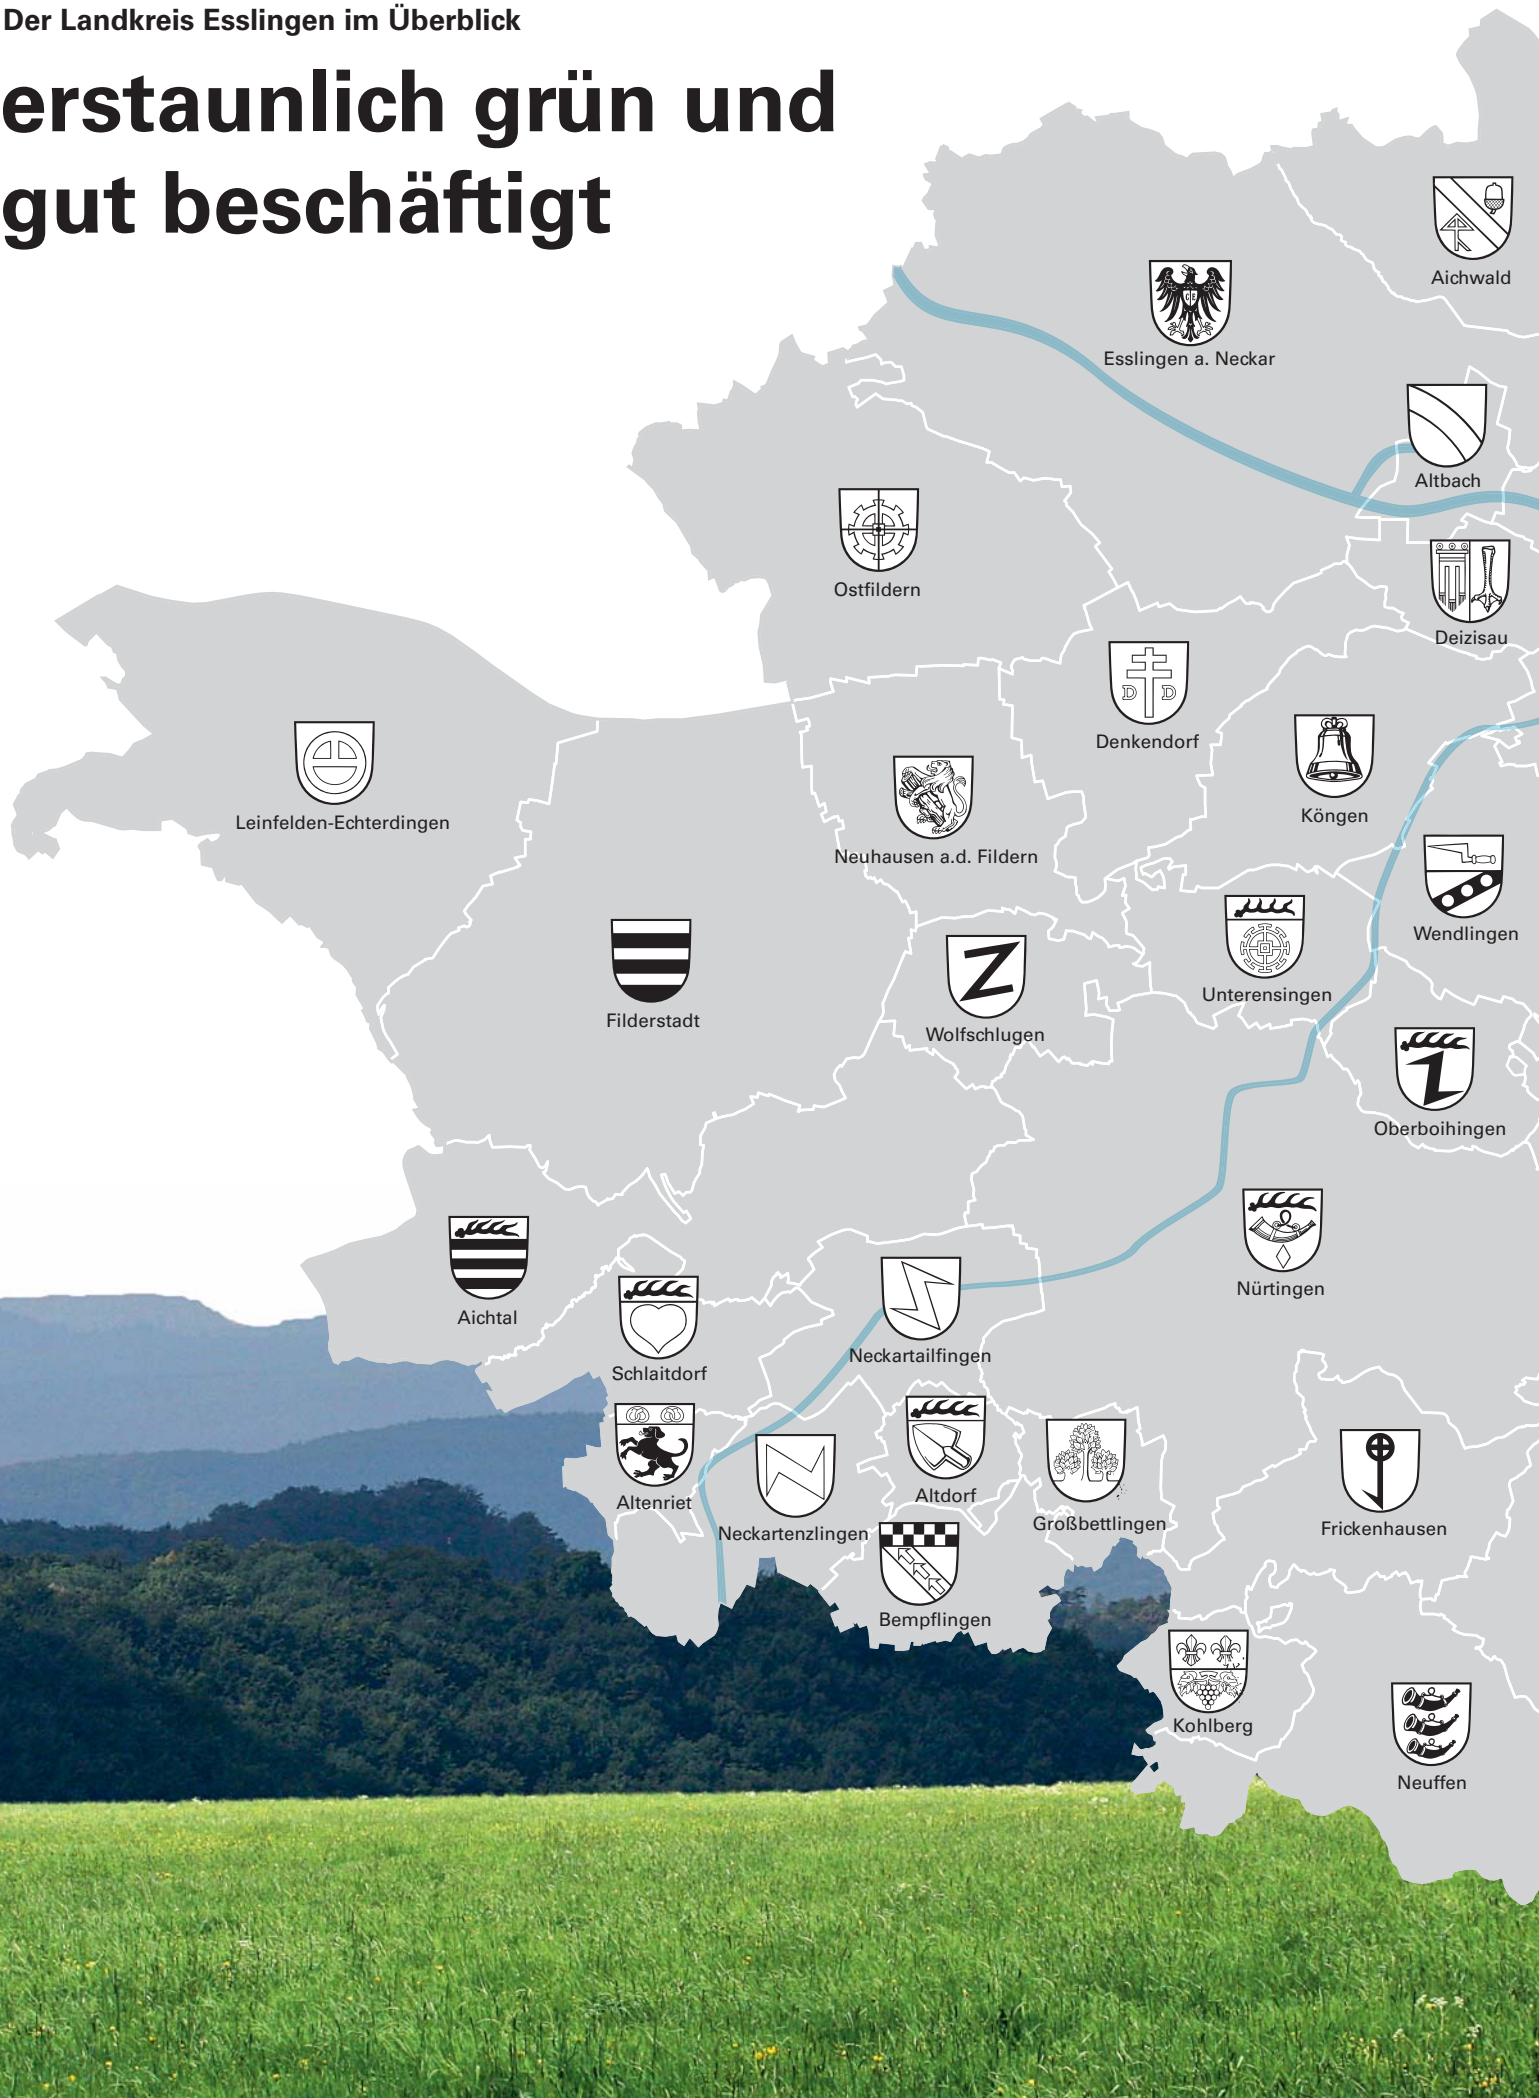 Der Landkreis Esslingen im Überblick
erstaunlich grün und
gut beschäftigt
Aichwald
C E
Esslingen a. Neckar
Altbach
Ostfildern
Deizisau
D D
Denkendorf
Köngen
Leinfelden-Echterdingen
Neuhausen a.d. Fildern
Wendlingen
Unterensingen
Filderstadt
Z
Wolfschlugen
Oberboihingen
Nürtingen
Aichtal
Neckartailfingen
Schlaitdorf
Altdorf
Altenriet
Großbettlingen
Frickenhausen
Neckartenzlingen
Bempflingen
Kohlberg
Neuffen